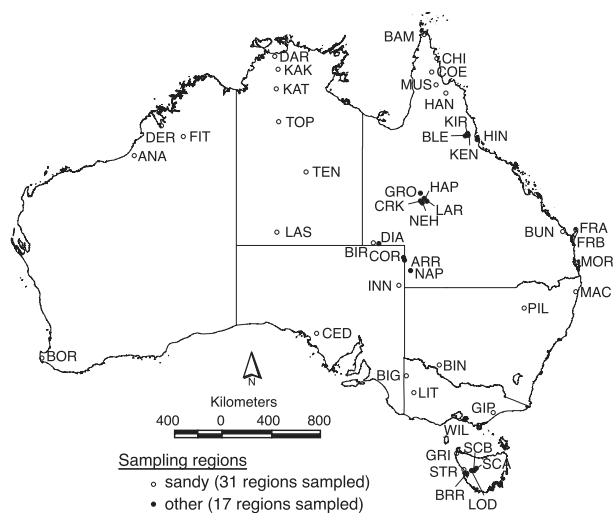 BAM
DAR
KAK
CHI
COE
KAT
MUS
HAN
TOP
KIR
DER
FIT
BLE
HIN
ANA
KEN
TEN
GRO
HAP
CRK
LAR
NEH
LAS
DIA
BUN
FRA
FRB
BIR
COR
ARR
MOR
NAP
INN
MAC
PIL
CED
BOR
BIN
N
BIG
LIT
Kilometers
GIP
400 0 400 800
WIL
SCB
Sampling regions
GRI
SCA
sandy (31 regions sampled)
STR
other (17 regions sampled)
BRR
LOD